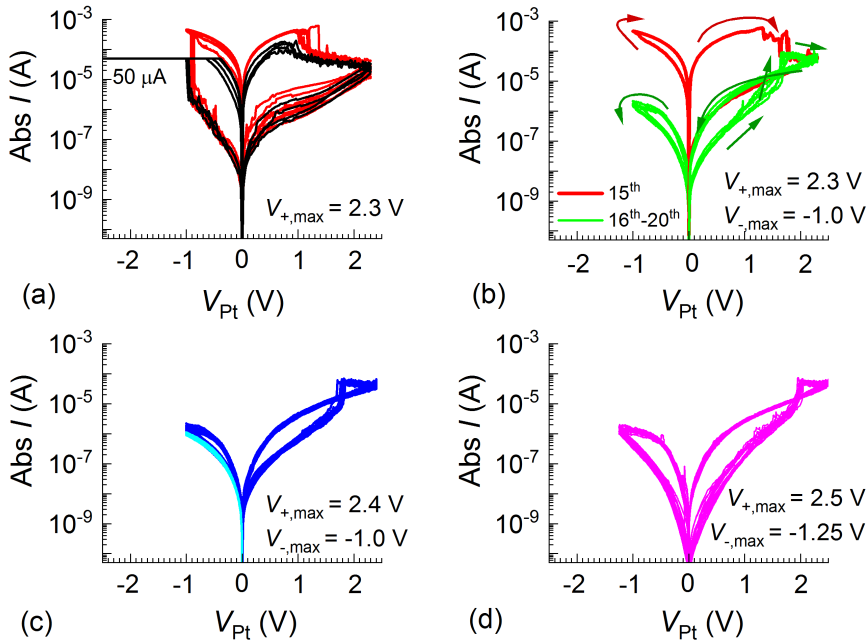 10⁻³
10⁻⁵
10⁻⁷
10⁻⁹
Abs I (A)
50 μA
V+,max = 2.3 V
-2 -1 0 1 2
(a)
VPt (V)
10⁻³
10⁻⁵
10⁻⁷
10⁻⁹
Abs I (A)
15th
16th-20th
V+,max = 2.3 V
V-,max = -1.0 V
-2 -1 0 1 2
(b)
VPt (V)
10⁻³
10⁻⁵
10⁻⁷
10⁻⁹
Abs I (A)
V+,max = 2.4 V
V-,max = -1.0 V
-2 -1 0 1 2
(c)
VPt (V)
10⁻³
10⁻⁵
10⁻⁷
10⁻⁹
Abs I (A)
V+,max = 2.5 V
V-,max = -1.25 V
-2 -1 0 1 2
(d)
VPt (V)